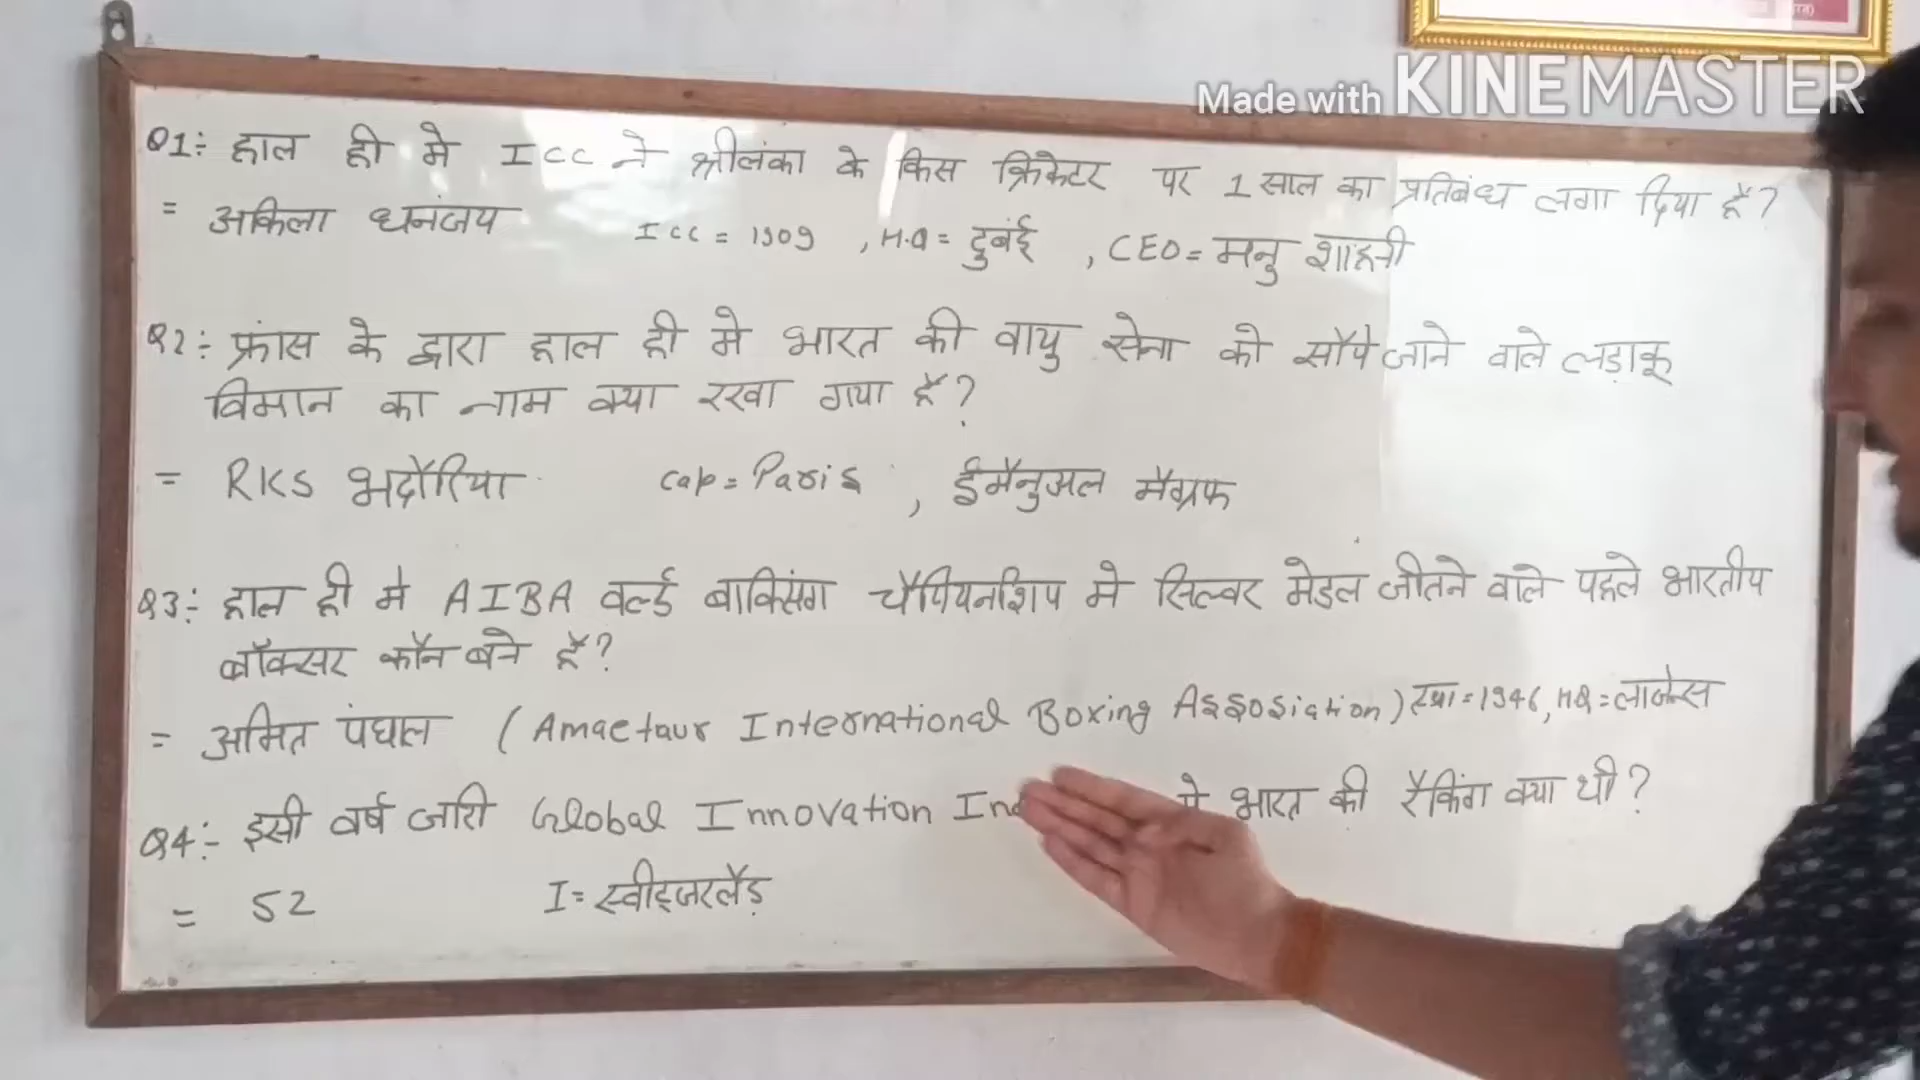 Made with KINEMASTER
Q1:- हाल ही मे ICC ने श्रीलंका के किस क्रिकेटर पर 1 साल का प्रतिबंध लगा दिया है?
= अकिला धनंजय ICC = 1909 , H.Q = दुबई , CEO = मनु शाहनी
Q2:- फ्रांस के द्वारा हाल ही मे भारत की वायु सेना को सौपे जाने वाले लड़ाकू
विमान का नाम क्या रखा गया है?
= RKS भदौरिया cap = Paris , ईमैनुअल मैग्रफ
Q3:- हाल ही मे AIBA वर्ल्ड बाक्सिंग चैपियनशिप मे सिल्वर मेडल जीतने वाले पहले भारतीय
बॉक्सर कौन बने है?
= अमित पंघाल (Amaetaur International Boxing Assosiation) स्था = 1946, HQ = लाजेन्स
Q4:- इसी वर्ष जारी Global Innovation मे भारत की रैकिंग क्या थी?
= 52 I = स्वीट्जरलैड़